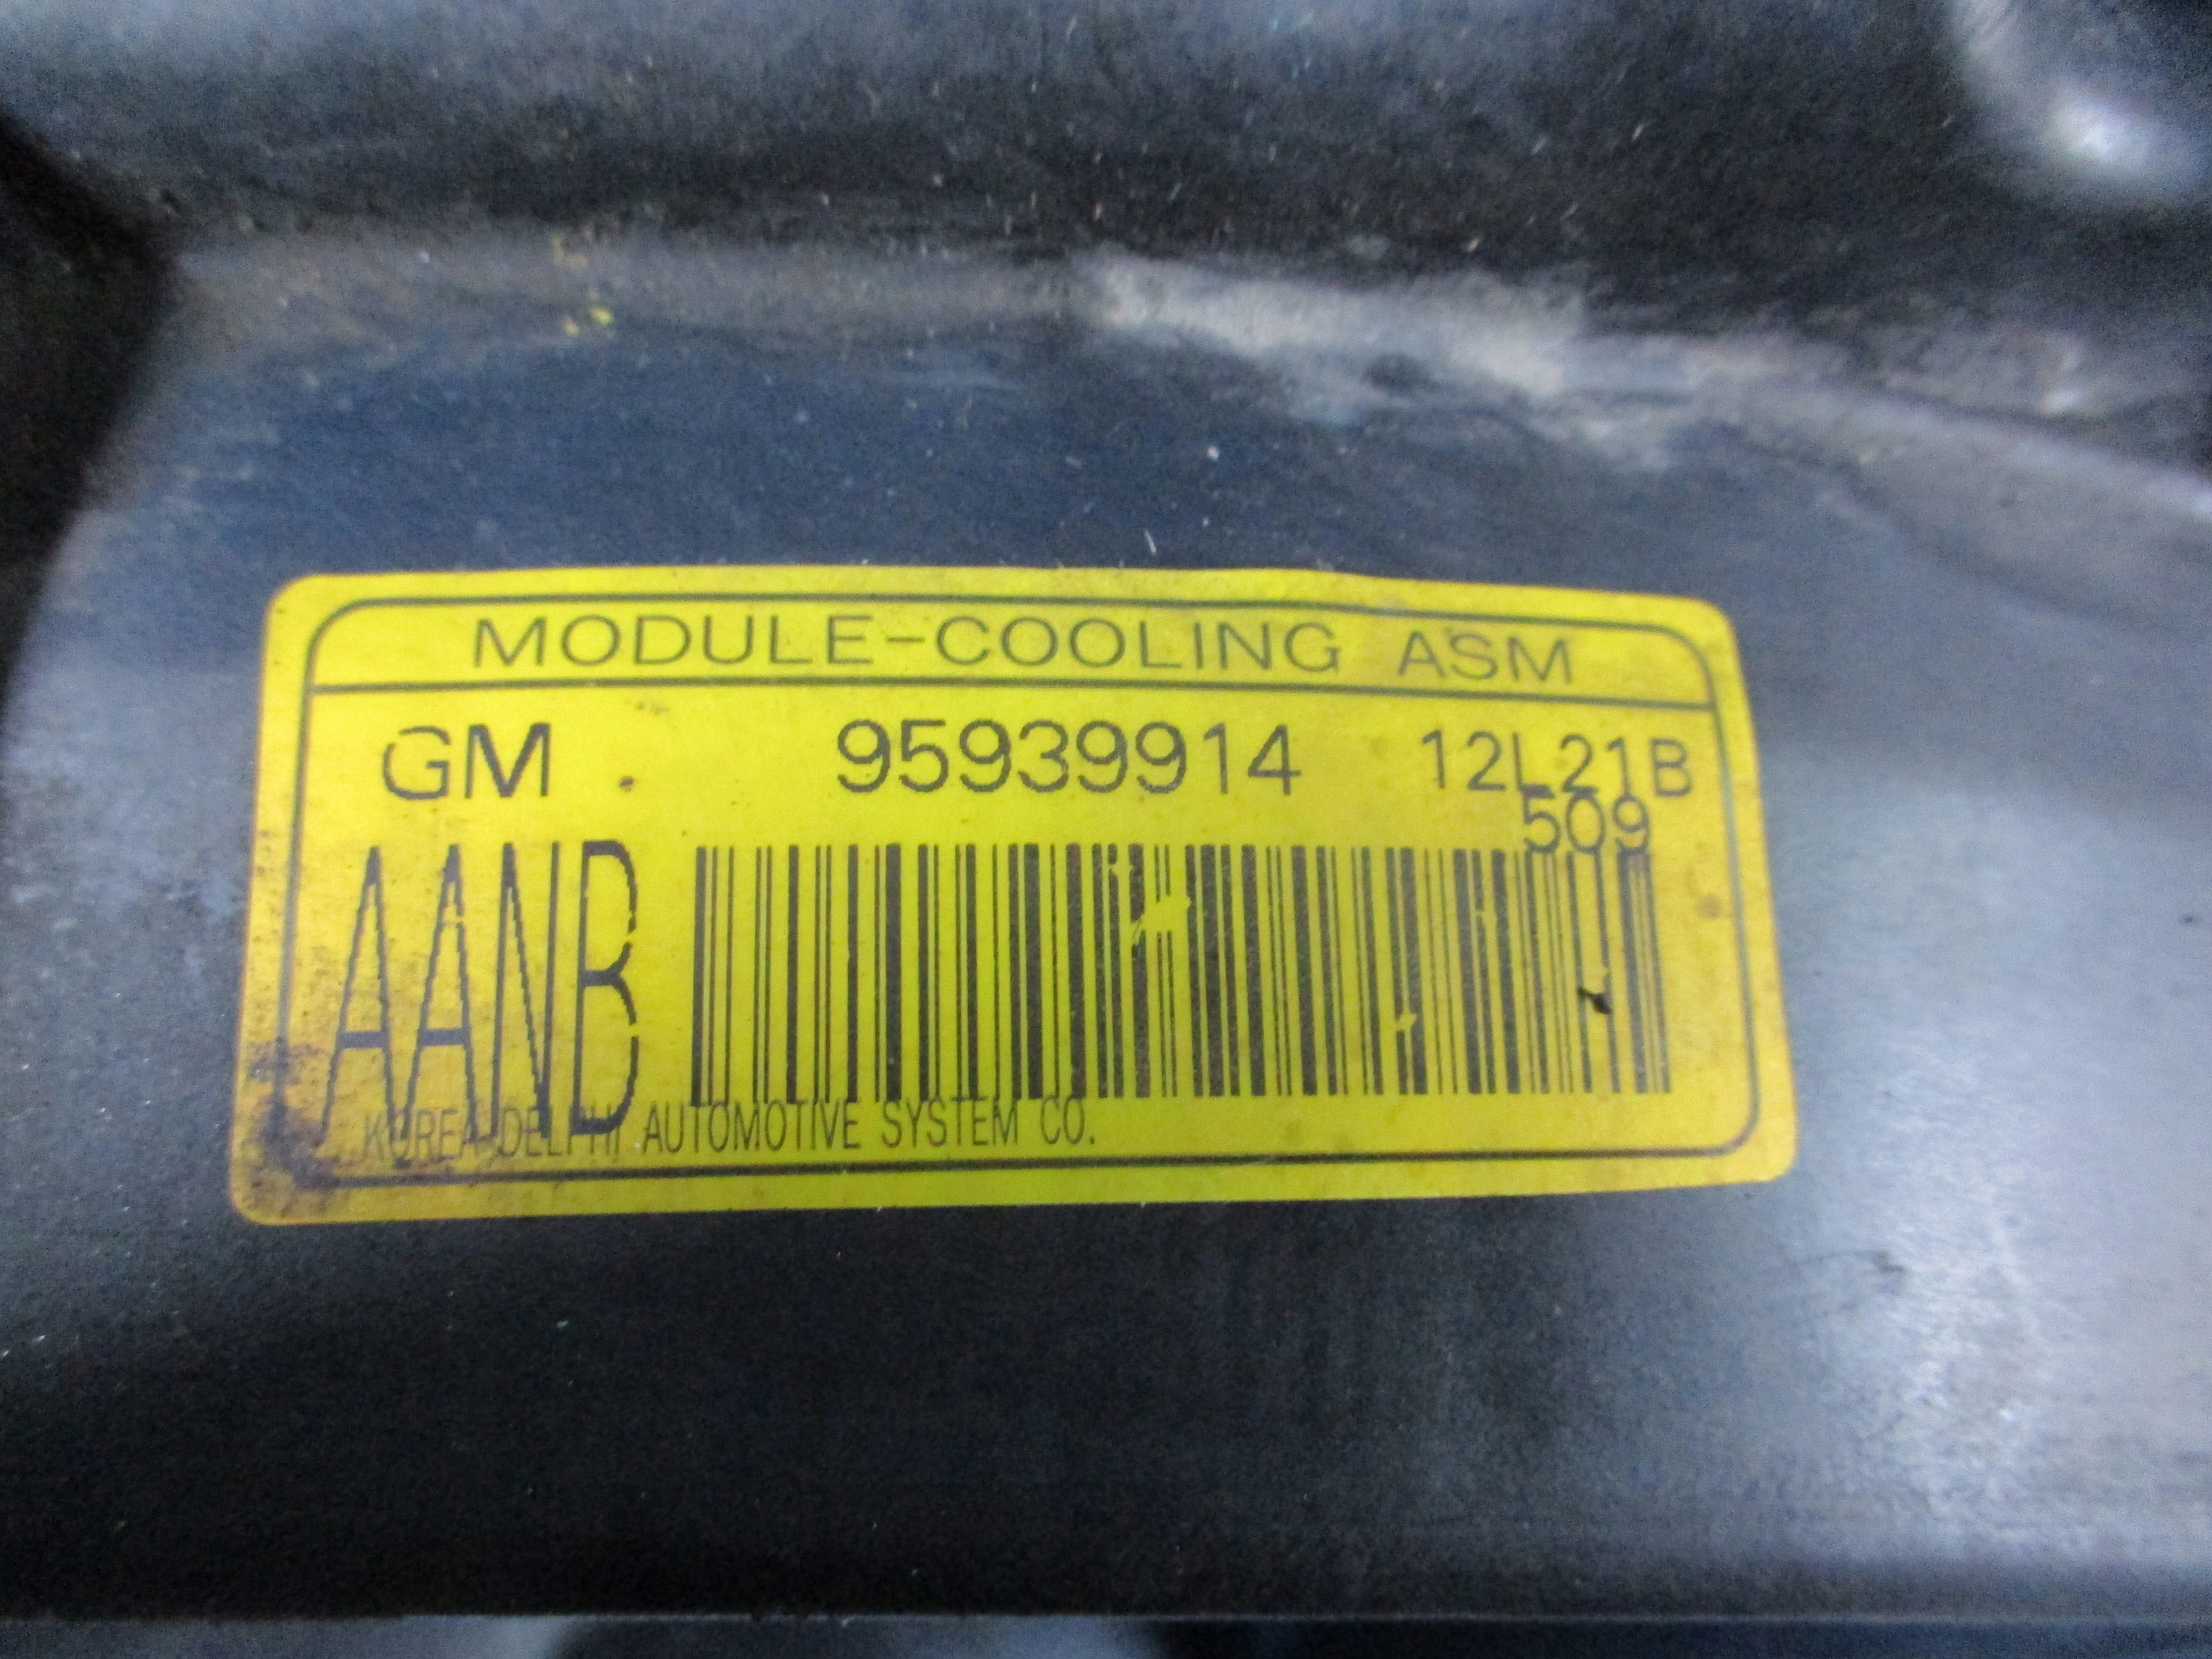 MODULE-COOLING ASM
GM 95939914 12L21B
509
AANB
KOREA DELPHI AUTOMOTIVE SYSTEM CO.